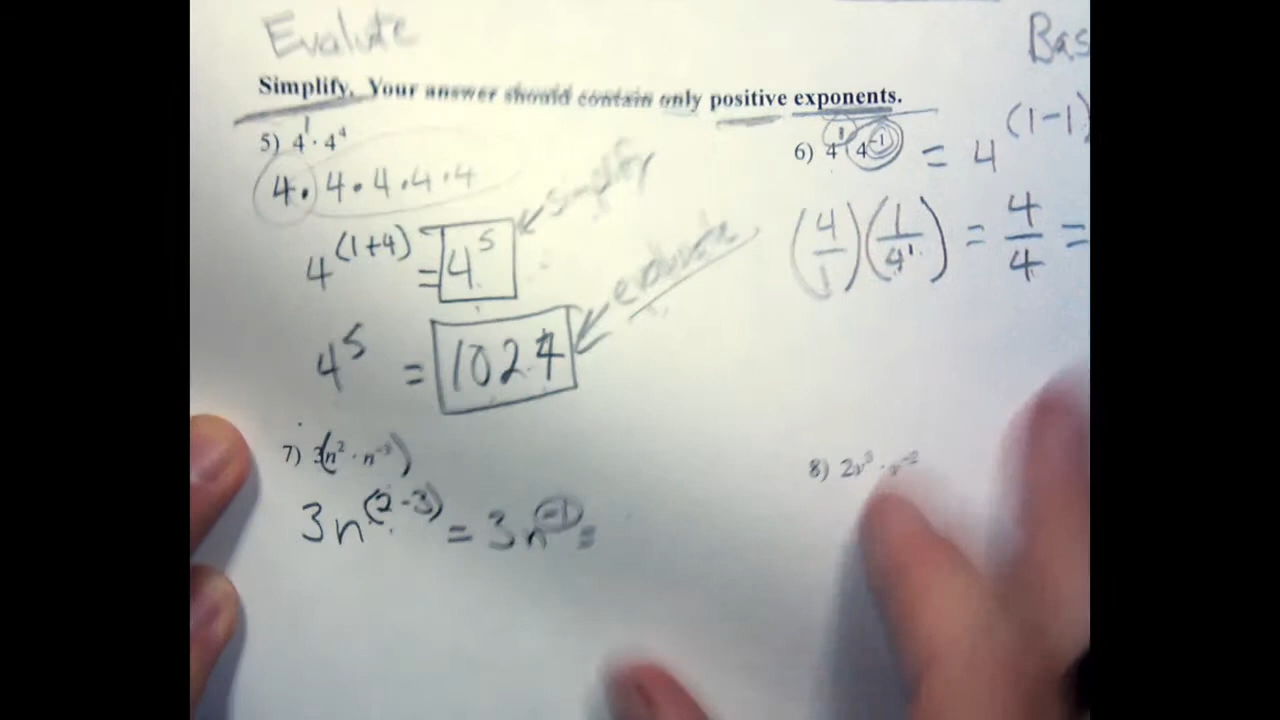 Evalute
Bas
Simplify. Your answer should contain only positive exponents.
5) 4¹ · 4⁴
4 · 4 · 4 · 4 · 4
simplify
4^(1+4) = 4⁵
evaluate
4⁵ = 1024
6) 4¹ · 4⁻¹ = 4^(1-1)
(4/1)(1/4¹) = 4/4 =
7) 3(n² · n⁻³)
3n^(2-3) = 3n^(-1) =
8) 2v³ · v⁻²